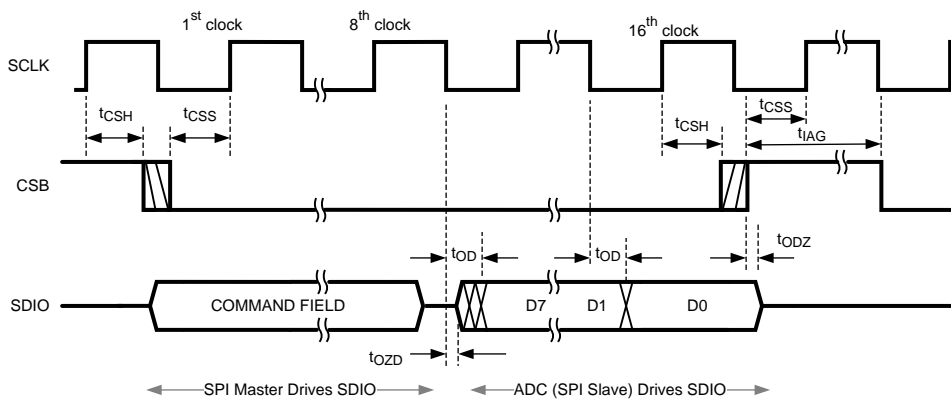 1st clock
8th clock
16th clock
SCLK
tCSH
tCSS
tCSH
tCSS
tIAG
CSB
tOD
tOD
tODZ
SDIO
COMMAND FIELD
D7
D1
D0
tOZD
SPI Master Drives SDIO
ADC (SPI Slave) Drives SDIO